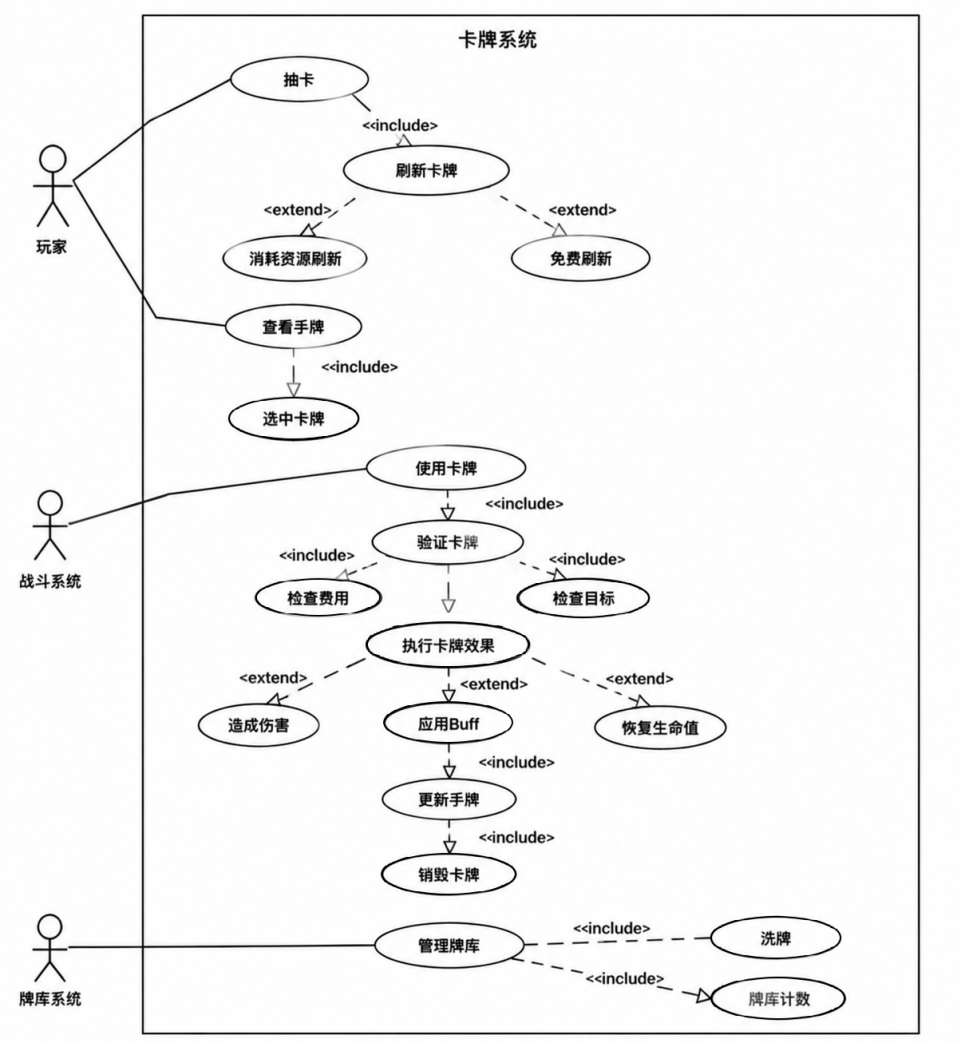 卡牌系统
抽卡
<<include>
刷新卡牌
<extend>
<extend>
消耗资源刷新
免费刷新
玩家
查看手牌
<<include>
选中卡牌
使用卡牌
<<include>
验证卡牌
<<include>
<<include>
检查费用
检查目标
战斗系统
执行卡牌效果
<extend>
<extend>
<extend>
造成伤害
应用Buff
恢复生命值
<<include>
更新手牌
<<include>
销毁卡牌
<<include>
洗牌
管理牌库
<<include>
牌库计数
牌库系统